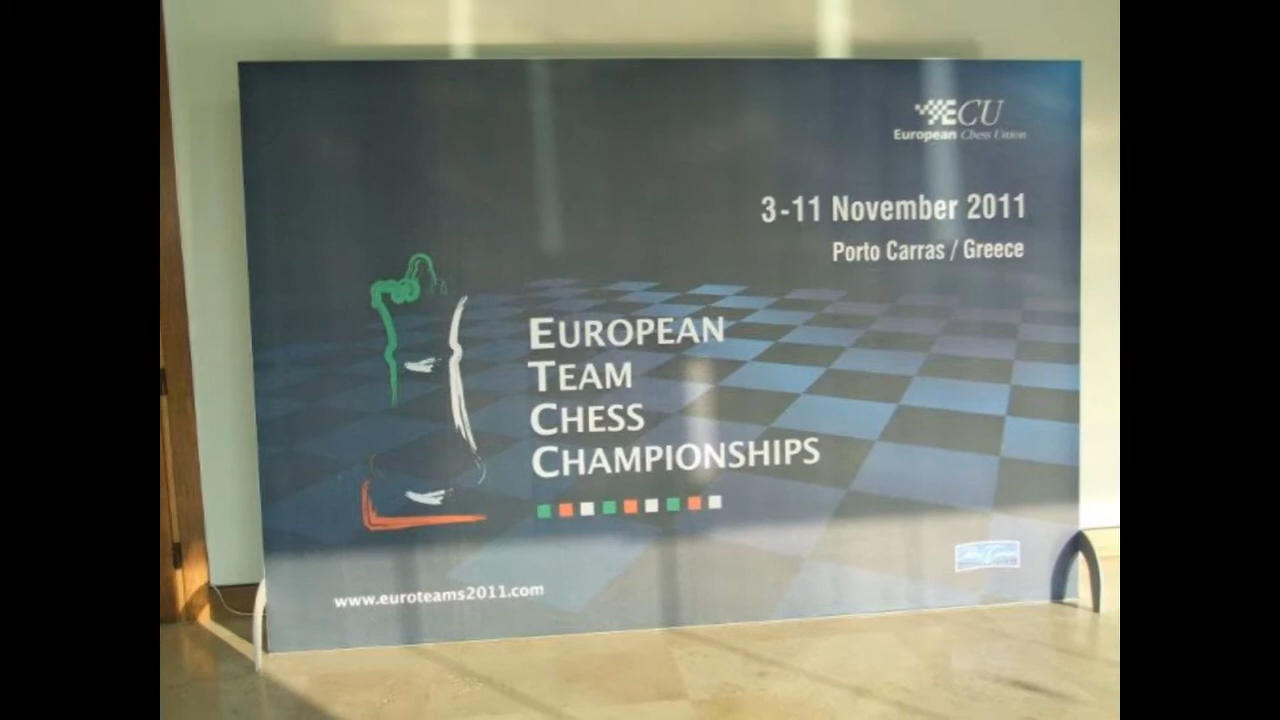 ECU
European Chess Union
3-11 November 2011
Porto Carras / Greece
EUROPEAN
TEAM
CHESS
CHAMPIONSHIPS
www.euroteams2011.com